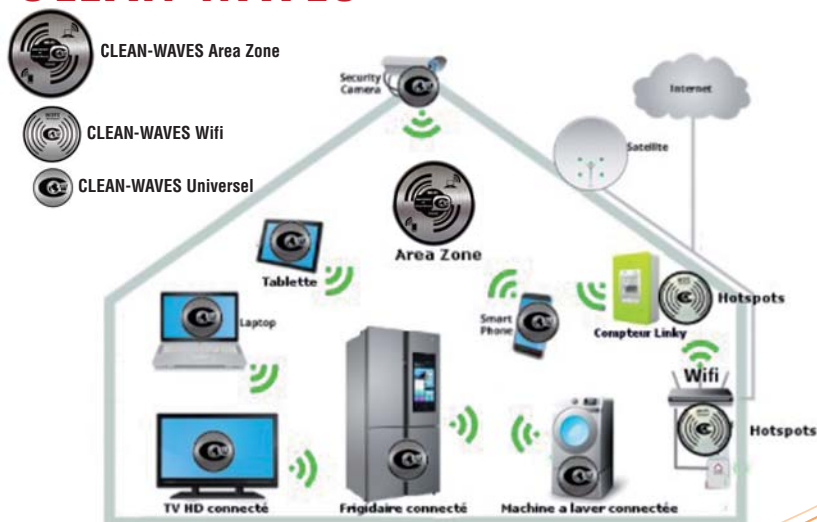 CLEAN-WAVES Area Zone
CLEAN-WAVES Wifi
CLEAN-WAVES Universel
Security
Camera
Internet
Satellite
Area Zone
Tablette
Laptop
Smart
Phone
Compteur Linky
Hotspots
Wifi
Hotspots
TV HD connecté
Frigidaire connecté
Machine a laver connectée